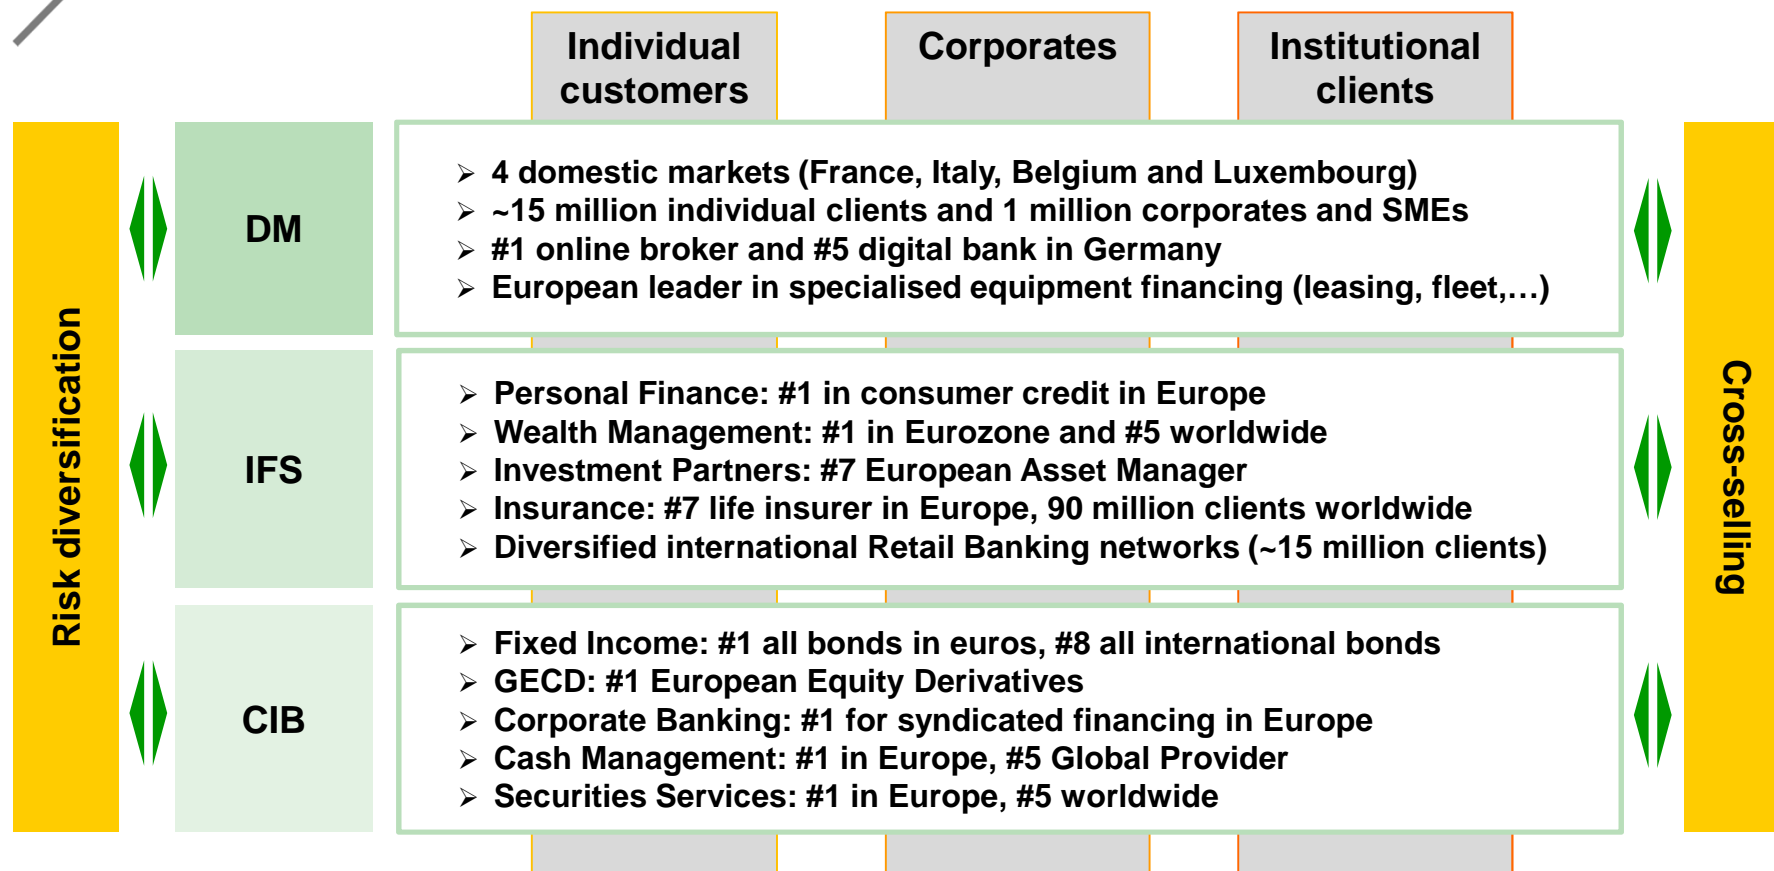 Individual
customers
Corporates
Institutional
clients
Risk diversification
DM
➢ 4 domestic markets (France, Italy, Belgium and Luxembourg)
➢ ~15 million individual clients and 1 million corporates and SMEs
➢ #1 online broker and #5 digital bank in Germany
➢ European leader in specialised equipment financing (leasing, fleet,…)
IFS
➢ Personal Finance: #1 in consumer credit in Europe
➢ Wealth Management: #1 in Eurozone and #5 worldwide
➢ Investment Partners: #7 European Asset Manager
➢ Insurance: #7 life insurer in Europe, 90 million clients worldwide
➢ Diversified international Retail Banking networks (~15 million clients)
CIB
➢ Fixed Income: #1 all bonds in euros, #8 all international bonds
➢ GECD: #1 European Equity Derivatives
➢ Corporate Banking: #1 for syndicated financing in Europe
➢ Cash Management: #1 in Europe, #5 Global Provider
➢ Securities Services: #1 in Europe, #5 worldwide
Cross-selling